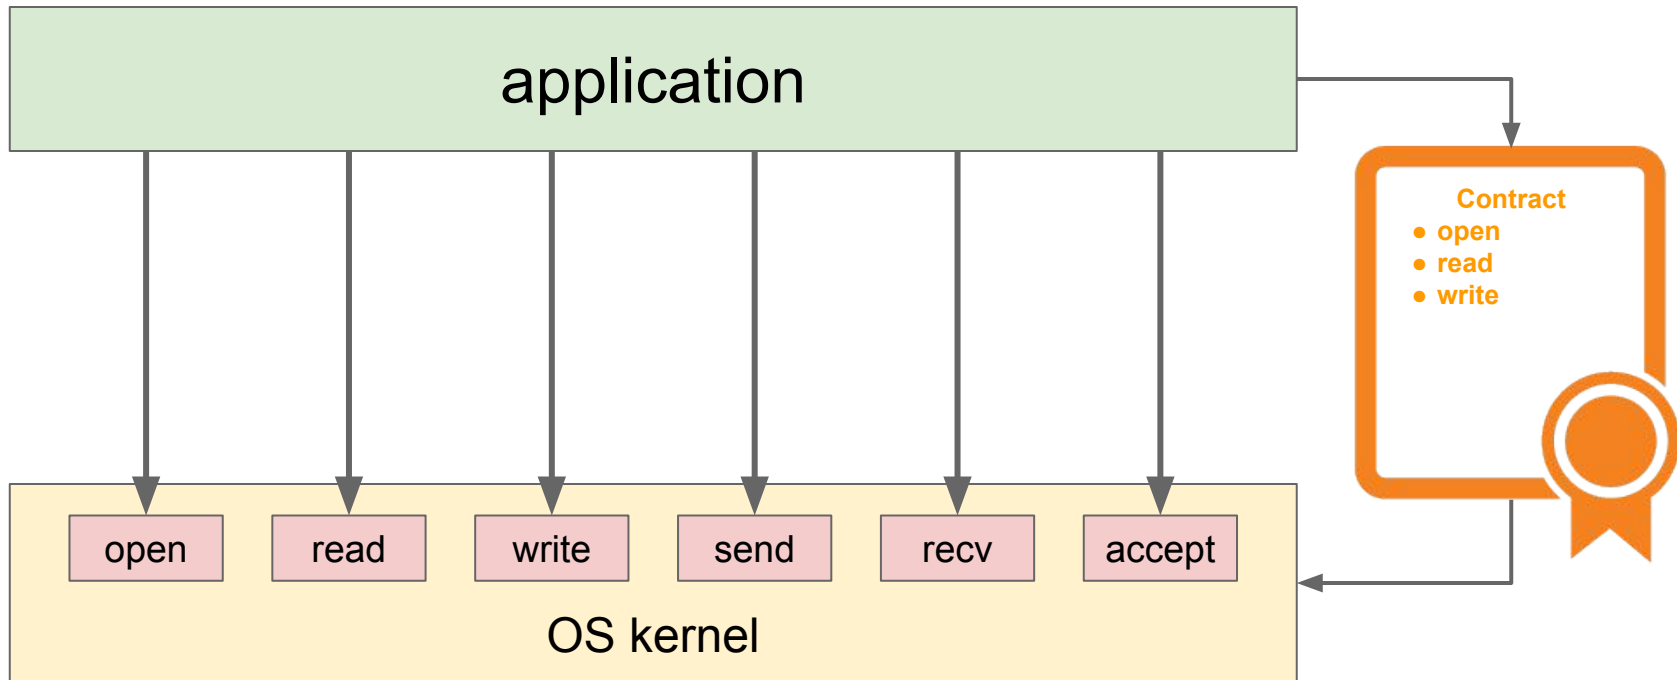 application
Contract
● open
● read
● write
open read write send recv accept
OS kernel